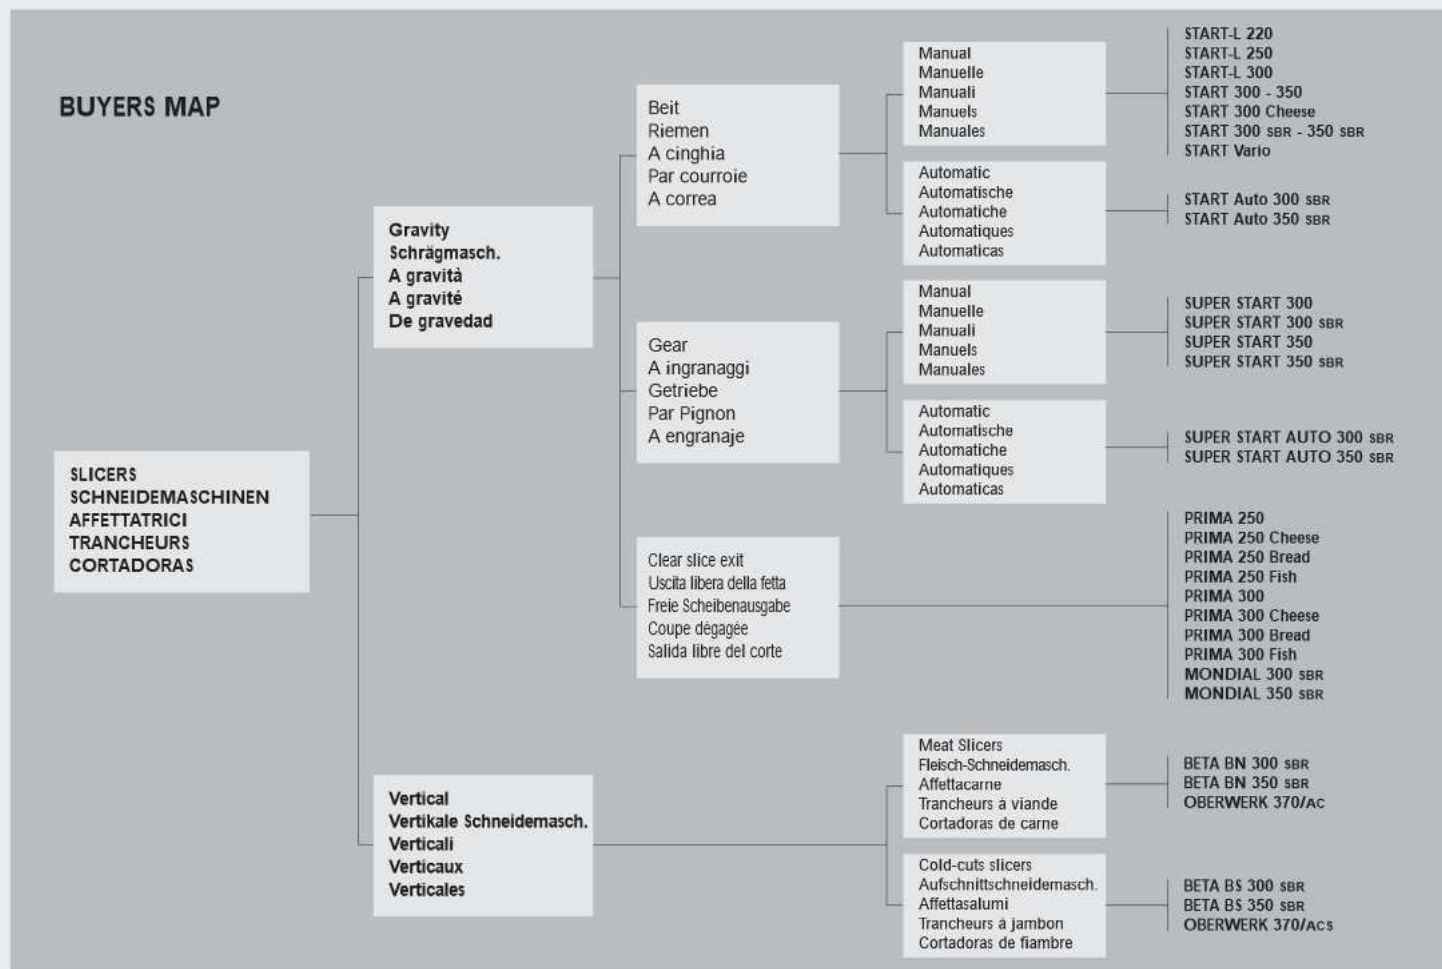 BUYERS MAP
SLICERS
SCHNEIDEMASCHINEN
AFFETTATRICI
TRANCHEURS
CORTADORAS
Gravity
Schrägmasch.
A gravità
A gravité
De gravedad
Beit
Riemen
A cinghia
Par courroie
A correa
Manual
Manuelle
Manuali
Manuels
Manuales
START-L 220
START-L 250
START-L 300
START 300 - 350
START 300 Cheese
START 300 SBR - 350 SBR
START Vario
Automatic
Automatische
Automatiche
Automatiques
Automaticas
START Auto 300 SBR
START Auto 350 SBR
Gear
A ingranaggi
Getriebe
Par Pignon
A engranaje
Manual
Manuelle
Manuali
Manuels
Manuales
SUPER START 300
SUPER START 300 SBR
SUPER START 350
SUPER START 350 SBR
Automatic
Automatische
Automatiche
Automatiques
Automaticas
SUPER START AUTO 300 SBR
SUPER START AUTO 350 SBR
Clear slice exit
Uscita libera della fetta
Freie Scheibenausgabe
Coupe dégagée
Salida libre del corte
PRIMA 250
PRIMA 250 Cheese
PRIMA 250 Bread
PRIMA 250 Fish
PRIMA 300
PRIMA 300 Cheese
PRIMA 300 Bread
PRIMA 300 Fish
MONDIAL 300 SBR
MONDIAL 350 SBR
Vertical
Vertikale Schneidemasch.
Verticali
Verticaux
Verticales
Meat Slicers
Fleisch-Schneidemasch.
Affettacarne
Trancheurs à viande
Cortadoras de carne
BETA BN 300 SBR
BETA BN 350 SBR
OBERWERK 370/AC
Cold-cuts slicers
Aufschnittschneidemasch.
Affettasalumi
Trancheurs à jambon
Cortadoras de fiambre
BETA BS 300 SBR
BETA BS 350 SBR
OBERWERK 370/ACS